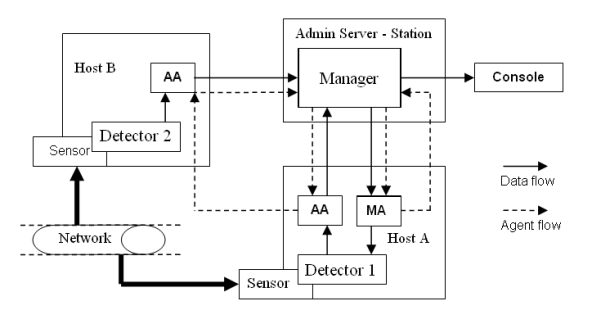 Admin Server - Station
Host B
AA
Manager
Console
Detector 2
Sensor
Data flow
AA
MA
Agent flow
Network
Host A
Detector 1
Sensor